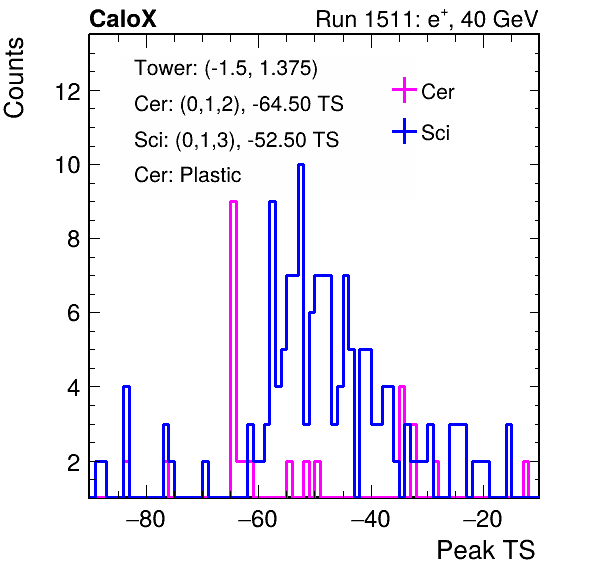 CaloX Run 1511: e⁺, 40 GeV
Counts
Tower: (-1.5, 1.375)
Cer: (0,1,2), -64.50 TS
Sci: (0,1,3), -52.50 TS
Cer: Plastic
Cer
Sci
12
10
8
6
4
2
−80 −60 −40 −20
Peak TS